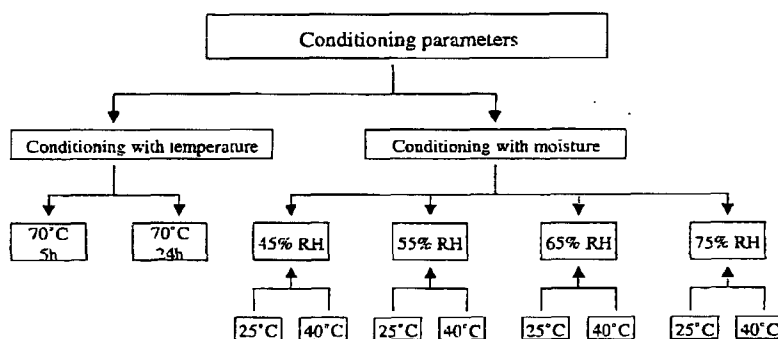 Conditioning parameters
Conditioning with temperature
Conditioning with moisture
70°C
5h
70°C
24h
45% RH
55% RH
65% RH
75% RH
25°C
40°C
25°C
40°C
25°C
40°C
25°C
40°C